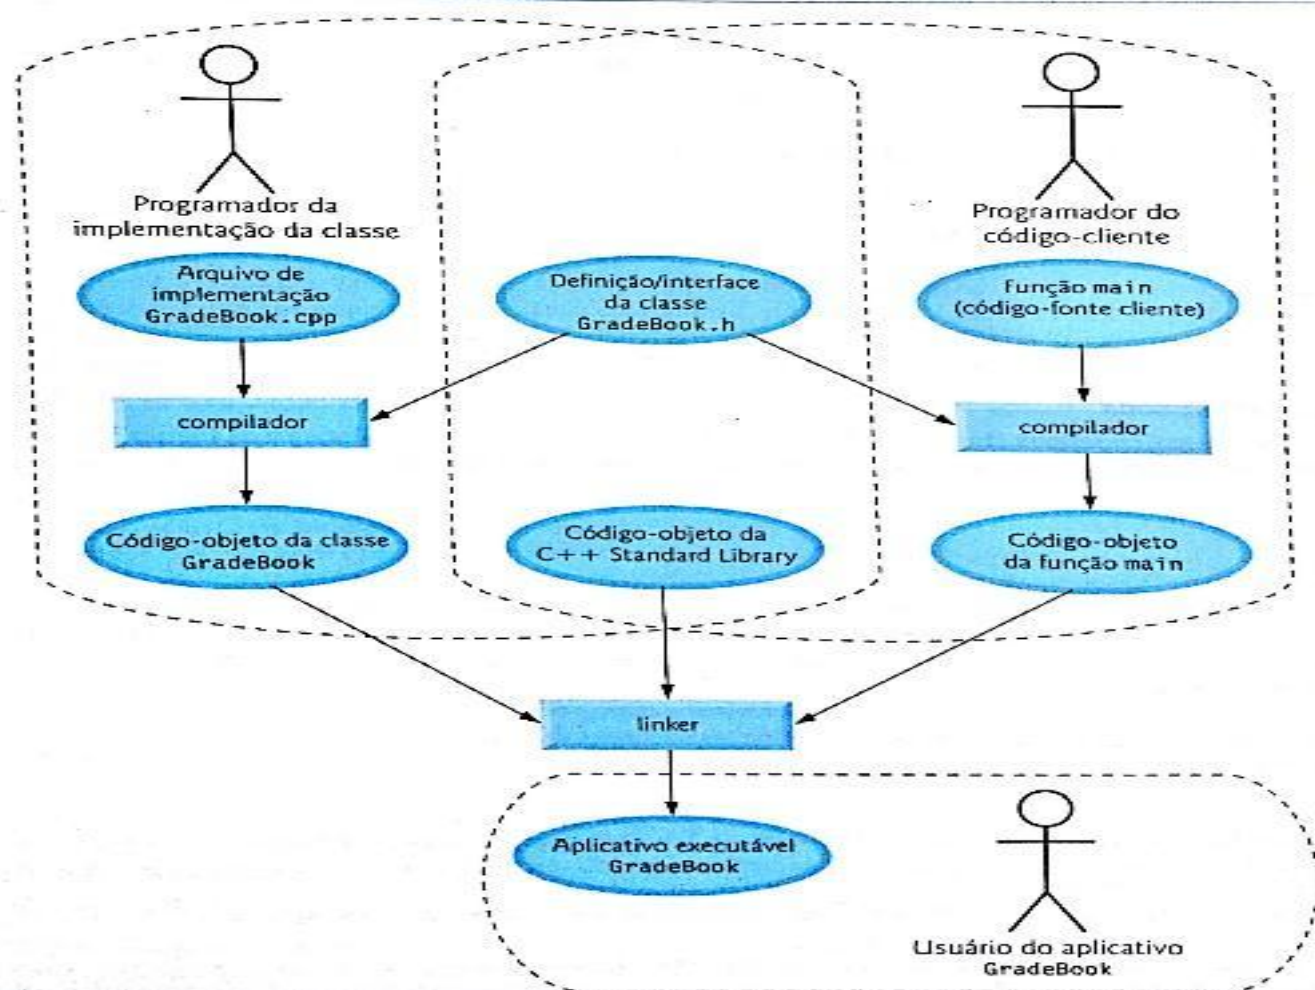 Programador da
implementação da classe
Programador do
código-cliente
Arquivo de
implementação
GradeBook.cpp
Definição/interface
da classe
GradeBook.h
função main
(código-fonte cliente)
compilador
compilador
Código-objeto da classe
GradeBook
Código-objeto da
C++ Standard Library
Código-objeto
da função main
linker
Aplicativo executável
GradeBook
Usuário do aplicativo
GradeBook